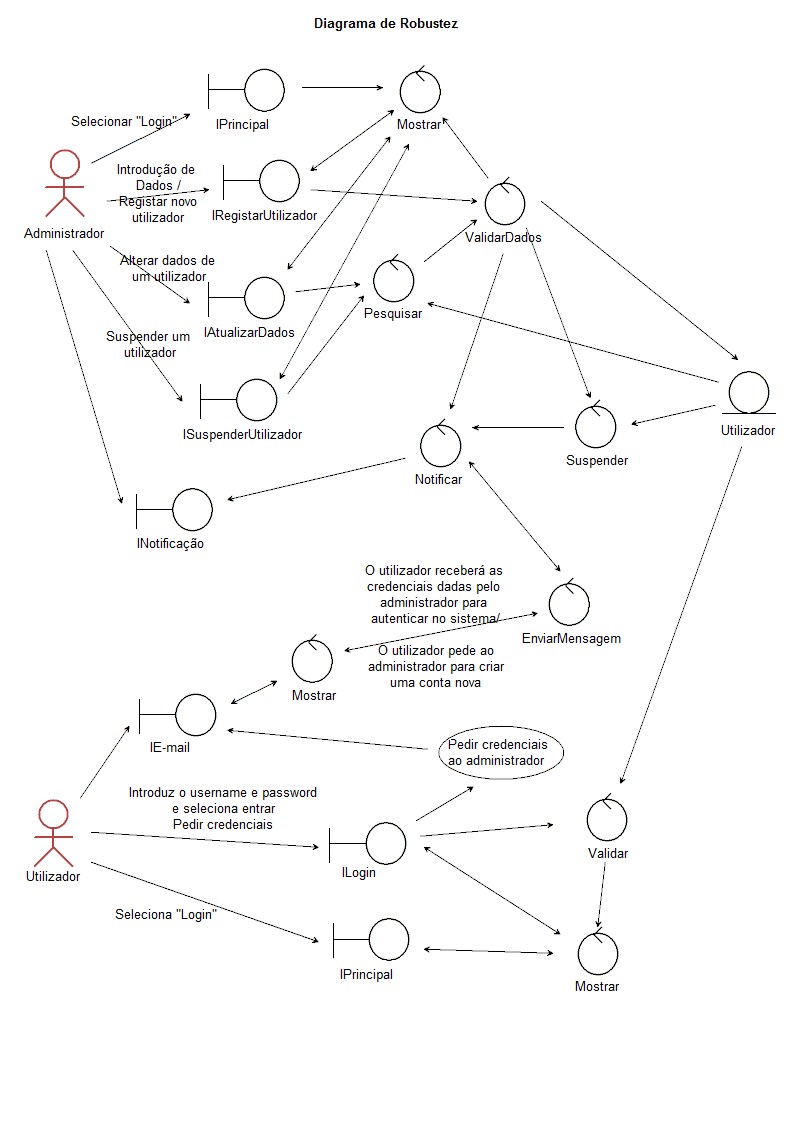 Diagrama de Robustez
IPrincipal
Mostrar
Selecionar "Login"
Introdução de
Dados /
Registar novo
utilizador
IRegistarUtilizador
ValidarDados
Administrador
Alterar dados de
um utilizador
IAtualizarDados
Pesquisar
Suspender um
utilizador
ISuspenderUtilizador
Utilizador
Suspender
Notificar
INotificação
O utilizador receberá as
credenciais dadas pelo
administrador para
autenticar no sistema/
EnviarMensagem
O utilizador pede ao
administrador para criar
uma conta nova
Mostrar
IE-mail
Pedir credenciais
ao administrador
Introduz o username e password
e seleciona entrar
Pedir credenciais
Utilizador
ILogin
Validar
Seleciona "Login"
IPrincipal
Mostrar